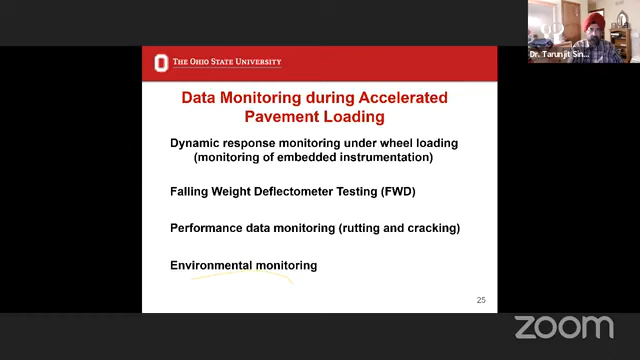 THE OHIO STATE UNIVERSITY
Data Monitoring during Accelerated
Pavement Loading
Dynamic response monitoring under wheel loading
(monitoring of embedded instrumentation)
Falling Weight Deflectometer Testing (FWD)
Performance data monitoring (rutting and cracking)
Environmental monitoring
25
Dr. Tarunjit Sin...
zoom